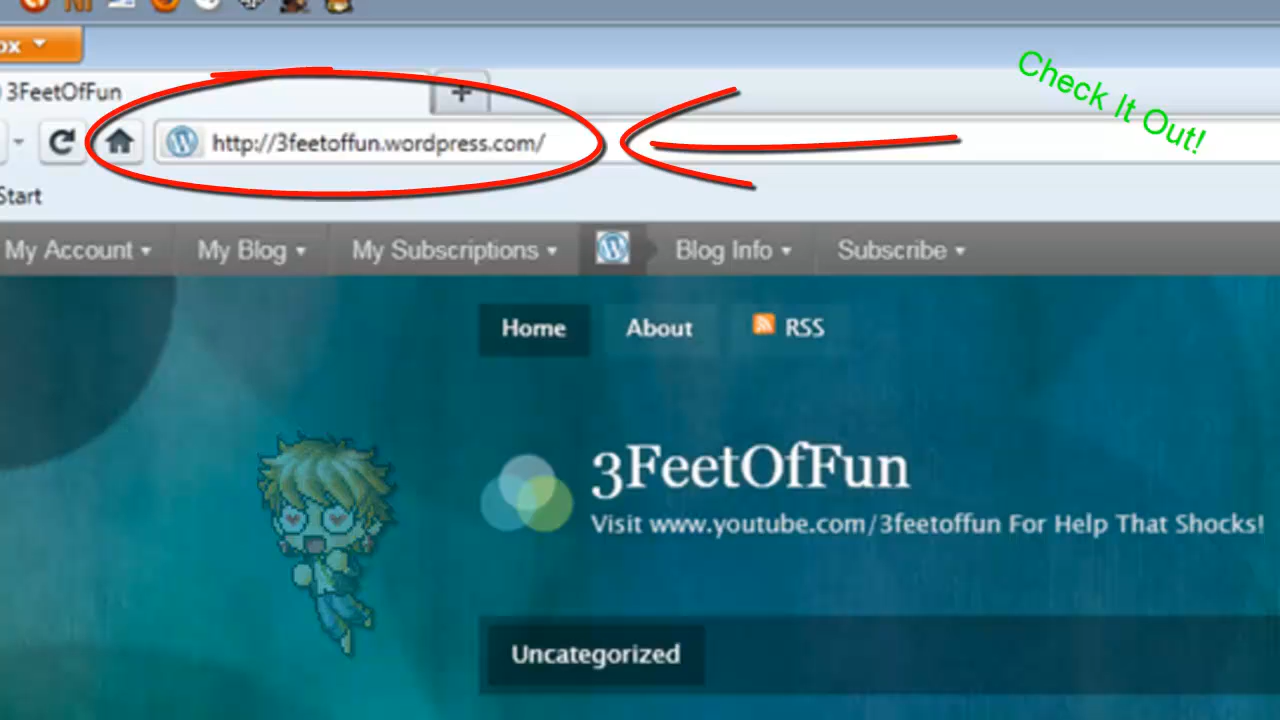 ox
3FeetOfFun
+
Check It Out!
http://3feetoffun.wordpress.com/
Start
My Account My Blog My Subscriptions Blog Info Subscribe
Home About RSS
3FeetOfFun
Visit www.youtube.com/3feetoffun For Help That Shocks!
Uncategorized